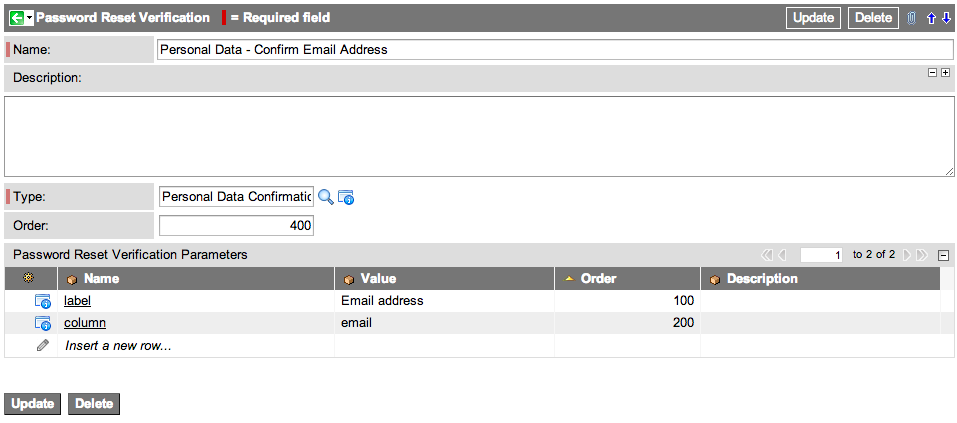 Password Reset Verification = Required field Update Delete
Name: Personal Data - Confirm Email Address
Description:
Type: Personal Data Confirmatic
Order: 400
Password Reset Verification Parameters 1 to 2 of 2
Name Value Order Description
label Email address 100
column email 200
Insert a new row...
Update Delete